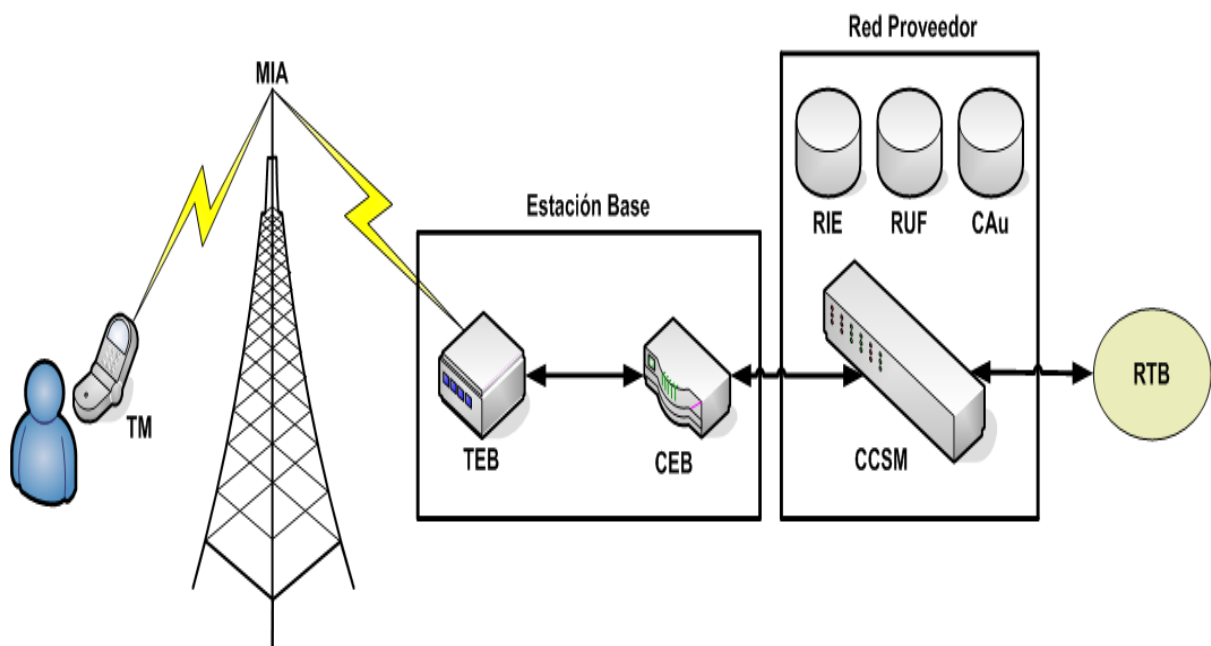 Red Proveedor
MIA
RIE
RUF
CAu
Estación Base
TM
TEB
CEB
CCSM
RTB